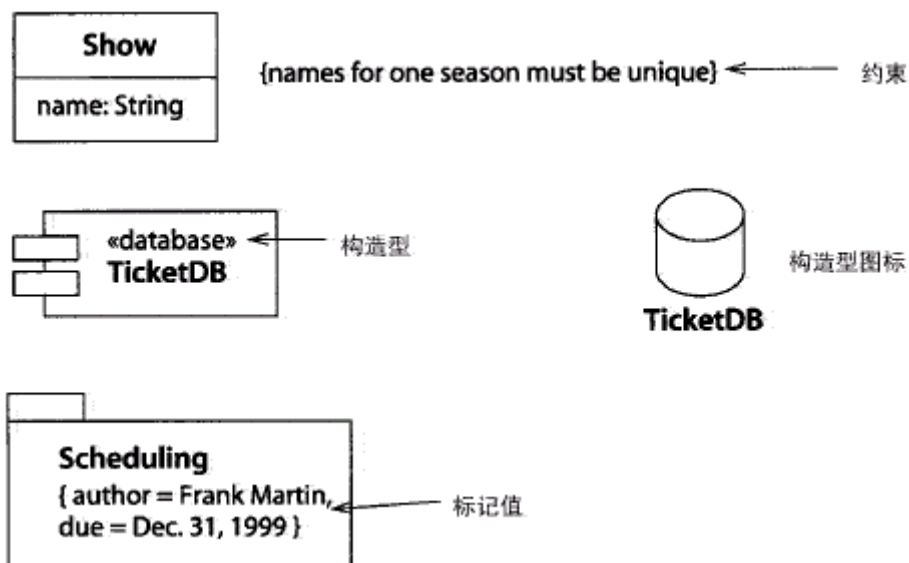 Show
{names for one season must be unique} 约束
name: String
«database» 构造型
TicketDB
构造型图标
TicketDB
Scheduling
{ author = Frank Martin, 标记值
due = Dec. 31, 1999 }